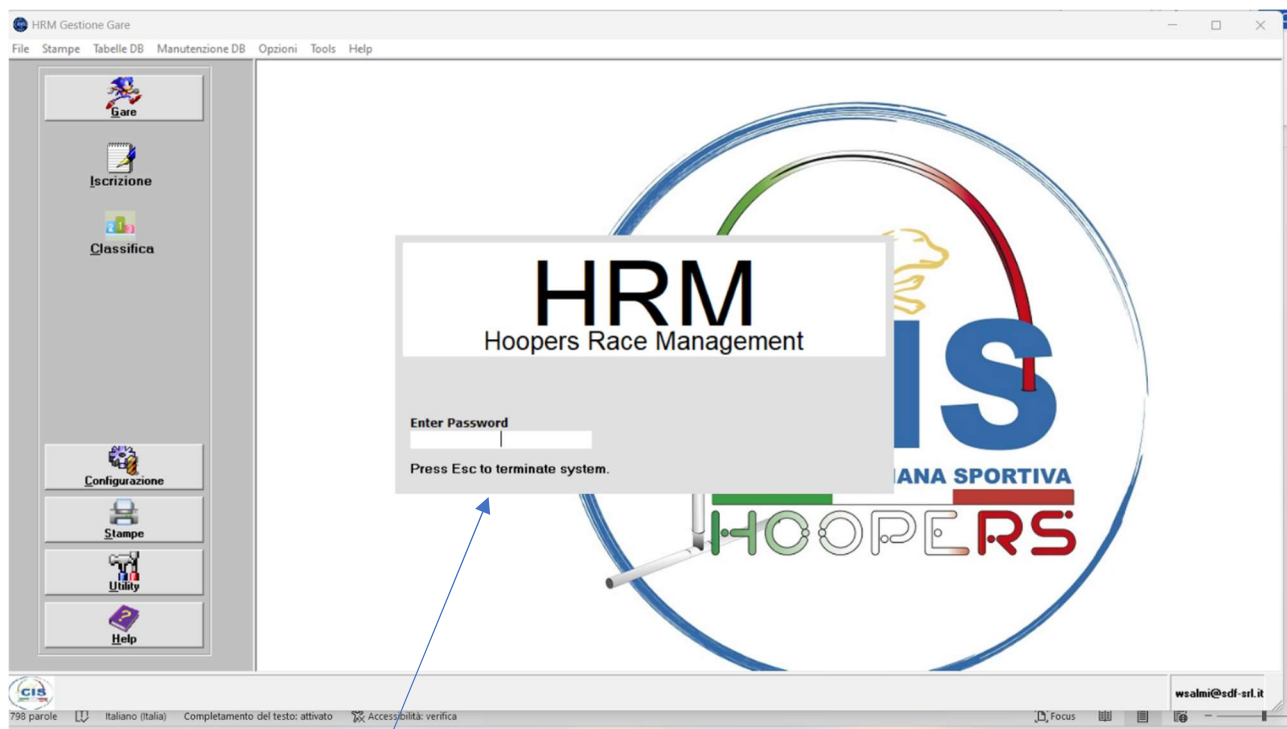 HRM Gestione Gare
File Stampe Tabelle DB Manutenzione DB Opzioni Tools Help
Gare
Iscrizione
Classifica
HRM
Hoopers Race Management
Enter Password
Press Esc to terminate system.
IS
IANA SPORTIVA
HOOPERS
Configurazione
Stampe
Utility
Help
CIS
wsalmi@sdf-srl.it
798 parole Italiano (Italia) Completamento del testo: attivato Accessibilità: verifica Focus